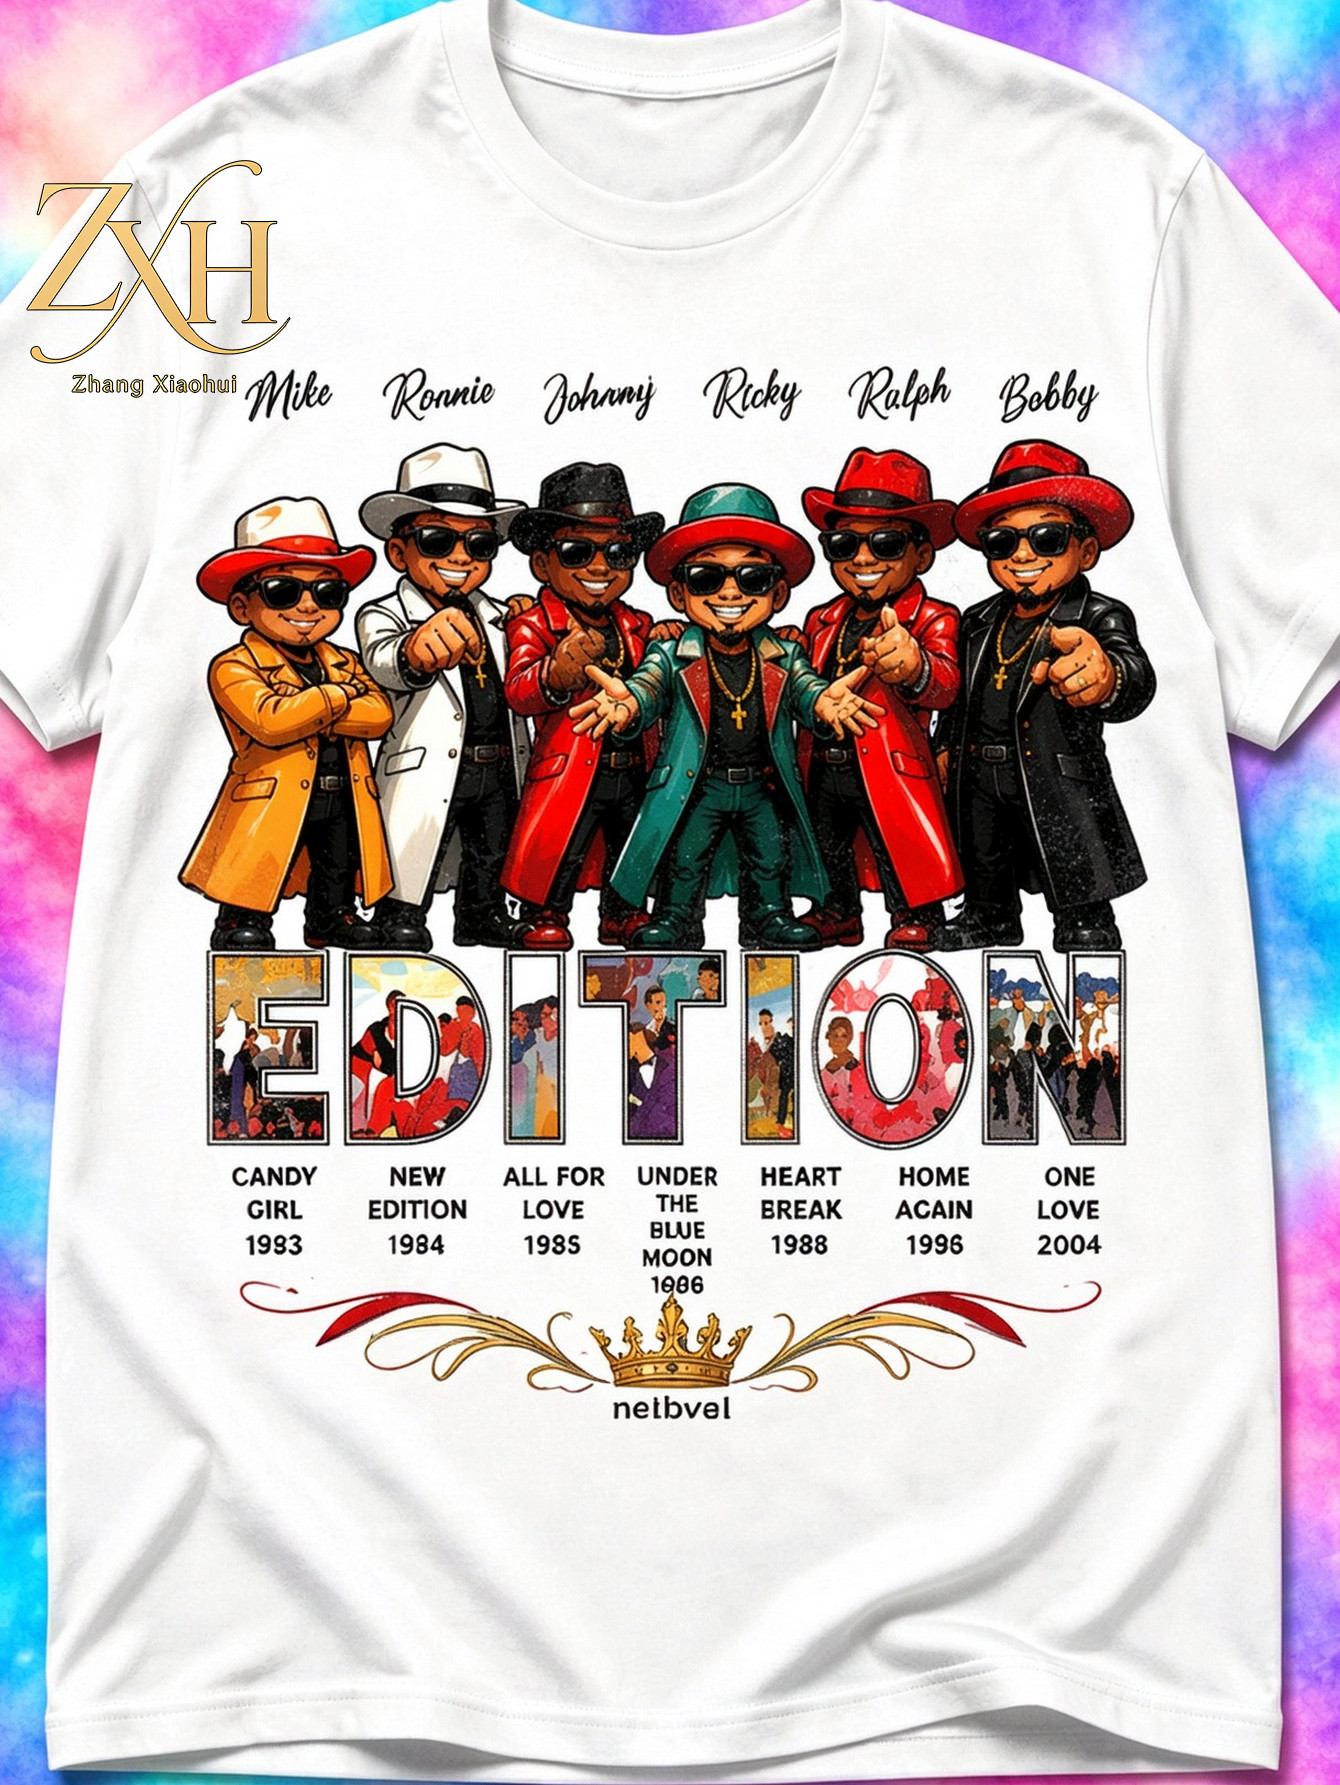 ZXH
Zhang Xiaohui
Mike Ronnie Johnny Ricky Ralph Bobby
EDITION
CANDY GIRL 1983
NEW EDITION 1984
ALL FOR LOVE 1985
UNDER THE BLUE MOON 1986
HEART BREAK 1988
HOME AGAIN 1996
ONE LOVE 2004
netbvel